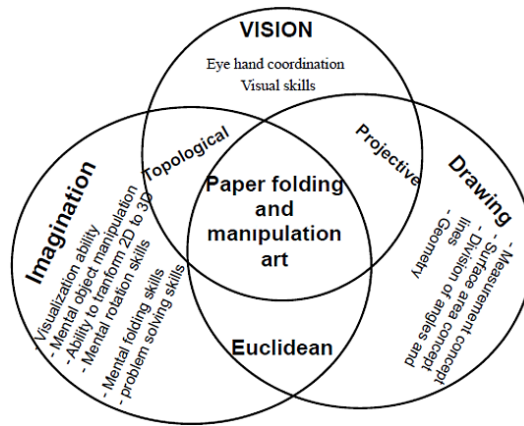 VISION
Eye hand coordination
Visual skills
Topological
Projective
Imagination
- Visualization ability
- Mental object manipulation
- Ability to tranform 2D to 3D
- Mental rotation skills
- Mental folding skills
- problem solving skills
Paper folding
and
manipulation
art
Drawing
- Measurement concept
- Surface area concept
- Division of angles and
lines
- Geometry
Euclidean